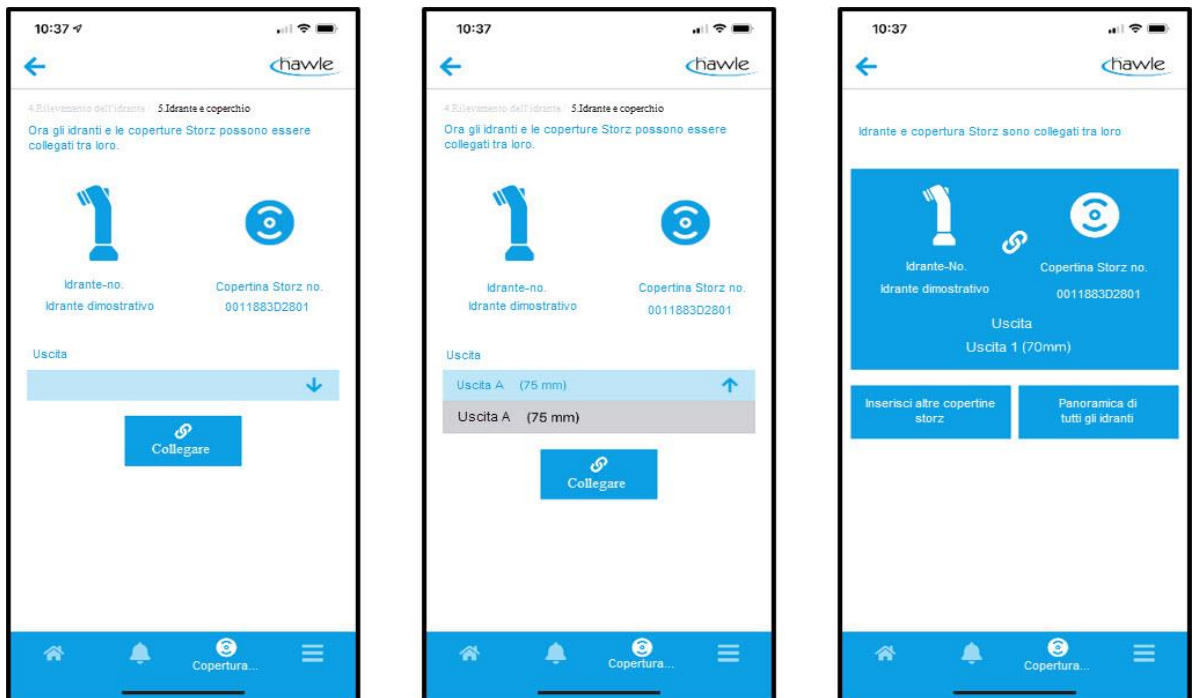 10:37
hawle
4.Rilevamento dell'idrante / 5.Idrante e coperchio
Ora gli idranti e le coperture Storz possono essere
collegati tra loro.
Idrante-no.
Idrante dimostrativo
Copertina Storz no.
0011883D2801
Uscita
Collegare
Copertura...
10:37
hawle
4.Rilevamento dell'idrante / 5.Idrante e coperchio
Ora gli idranti e le coperture Storz possono essere
collegati tra loro.
Idrante-no.
Idrante dimostrativo
Copertina Storz no.
0011883D2801
Uscita
Uscita A (75 mm)
Uscita A (75 mm)
Collegare
Copertura...
10:37
hawle
Idrante e copertura Storz sono collegati tra loro
Idrante-No.
Idrante dimostrativo
Copertina Storz no.
0011883D2801
Uscita
Uscita 1 (70mm)
Inserisci altre copertine
storz
Panoramica di
tutti gli idranti
Copertura...